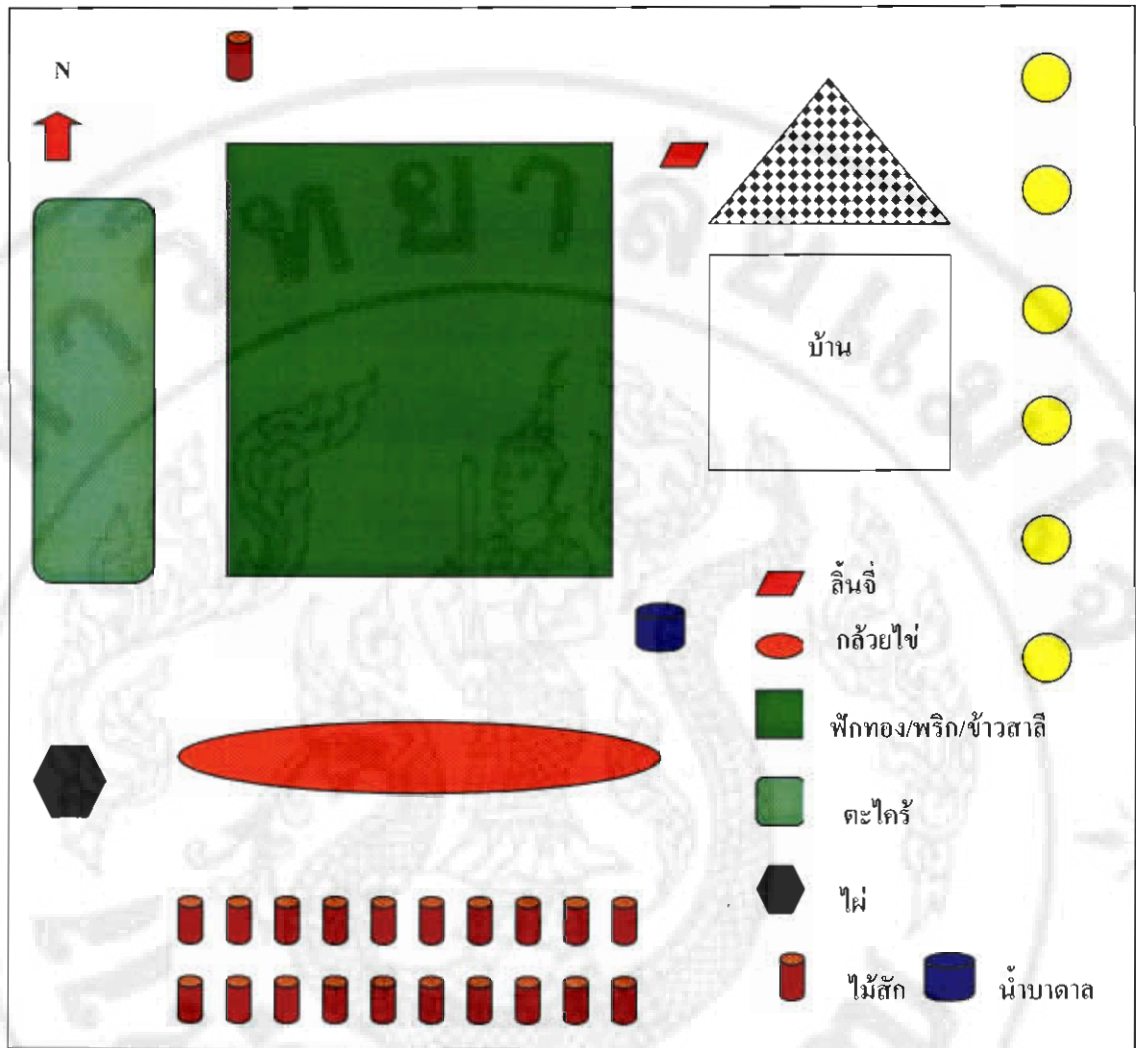 N
บ้าน
ลิ้นจี่
กล้วยไข่
ฟักทอง/พริก/ข้าวสาลี
ตะไคร้
ไผ่
ไม้สัก
น้ำบาดาล